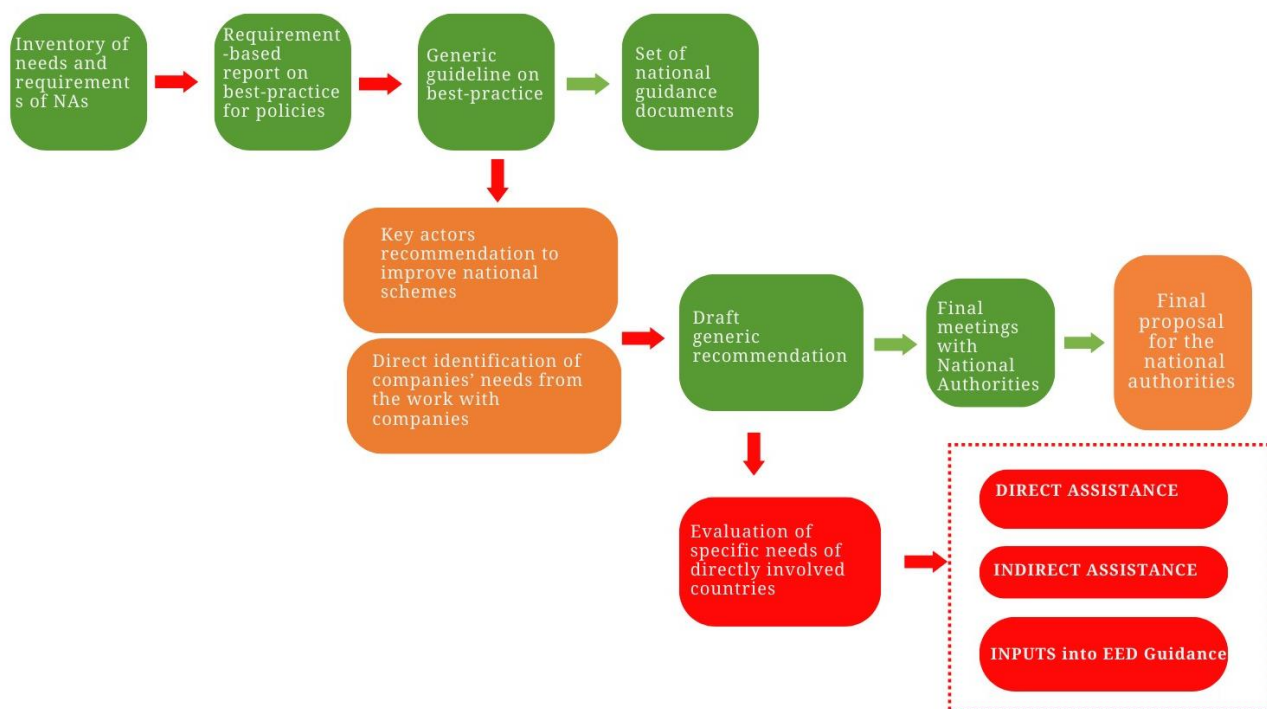 Inventory of
needs and
requirement
s of NAs
Requirement
-based
report on
best-practice
for policies
Generic
guideline on
best-practice
Set of
national
guidance
documents
Key actors
recommendation to
improve national
schemes
Direct identification of
companies’ needs from
the work with
companies
Draft
generic
recommendation
Final
meetings
with
National
Authorities
Final
proposal
for the
national
authorities
Evaluation of
specific needs of
directly involved
countries
DIRECT ASSISTANCE
INDIRECT ASSISTANCE
INPUTS into EED Guidance